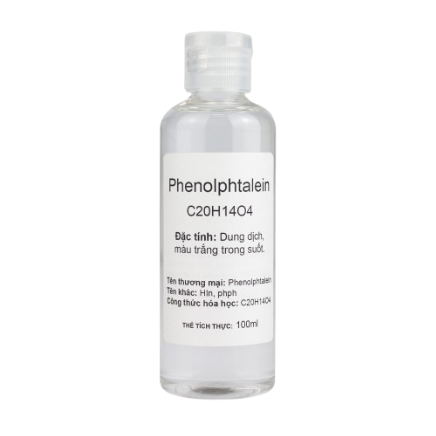 Phenolphtalein
C20H14O4
Đặc tính: Dung dịch,
màu trắng trong suốt.
Tên thương mại: Phenolphtalein
Tên khác: HIn, phph
Công thức hóa học: C20H14O4
THỂ TÍCH THỰC: 100ml